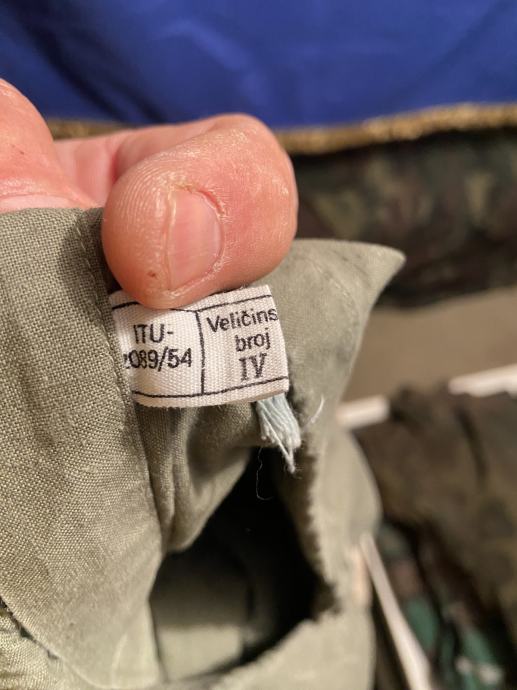 ITU-
2089/54
Veličins
broj
IV